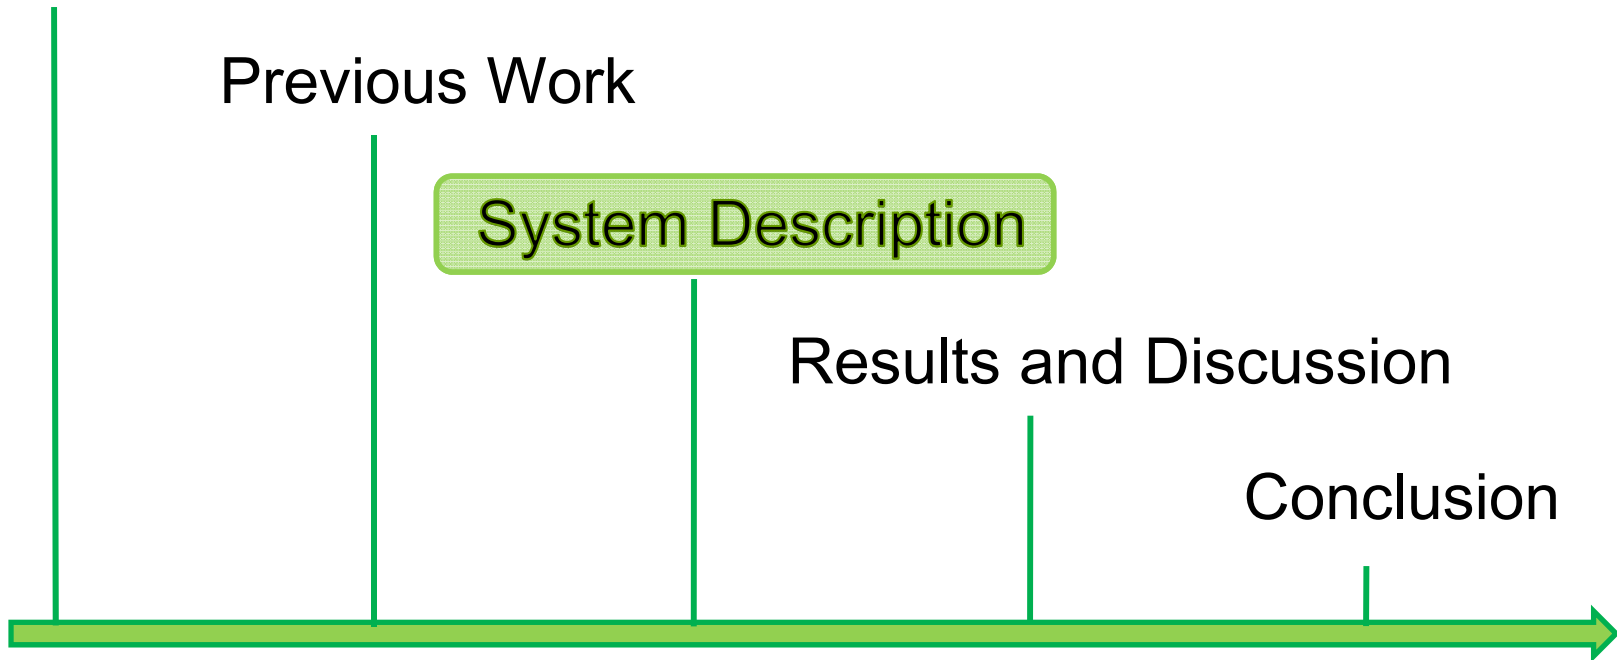 Previous Work
System Description
Results and Discussion
Conclusion